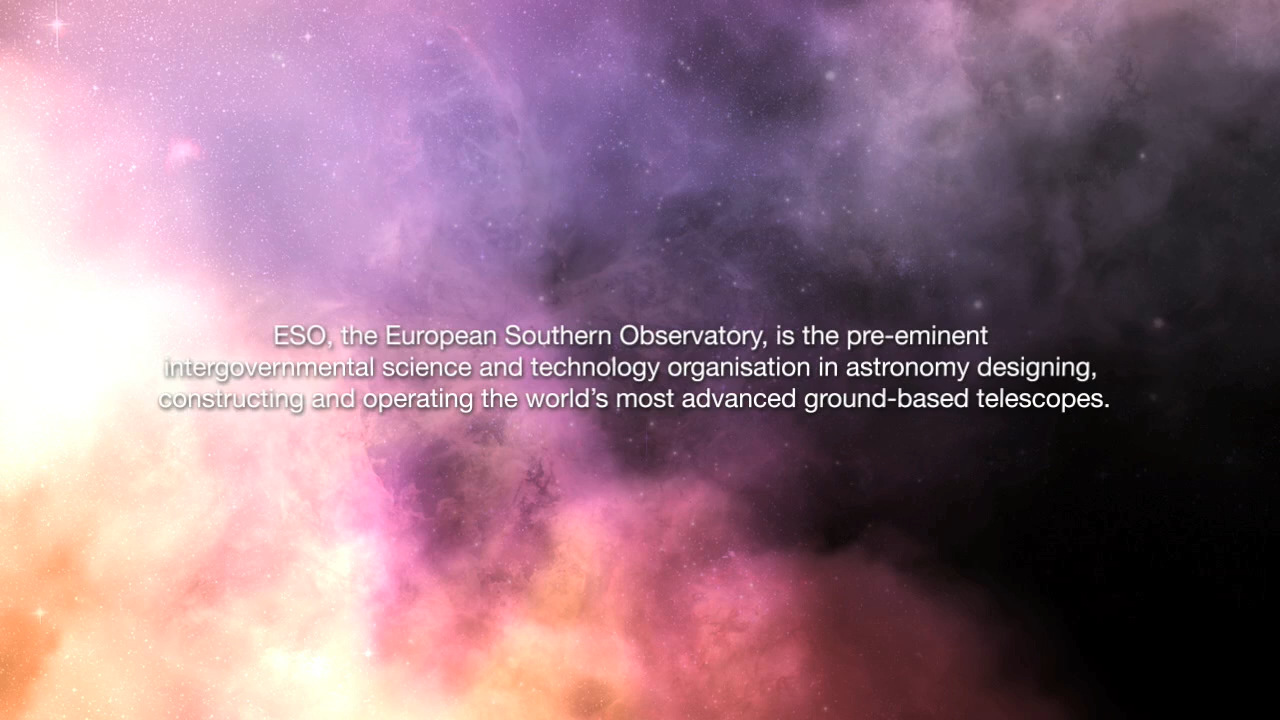 ESO, the European Southern Observatory, is the pre-eminent
intergovernmental science and technology organisation in astronomy designing,
constructing and operating the world’s most advanced ground-based telescopes.